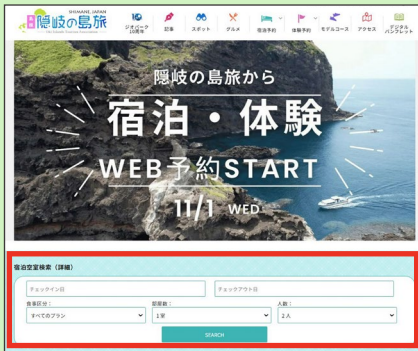 SHIMANE, JAPAN
隠岐の島旅
ジオパーク
10周年
記事
スポット
グルメ
宿泊予約
体験予約
モデルコース
アクセス
デジタル
パンフレット
隠岐の島旅から
宿泊・体験
WEB予約START
11/1 WED
宿泊空室検索（詳細）
チェックイン日
チェックアウト日
食事区分：
部屋数：
人数：
すべてのプラン
1室
2人
SEARCH